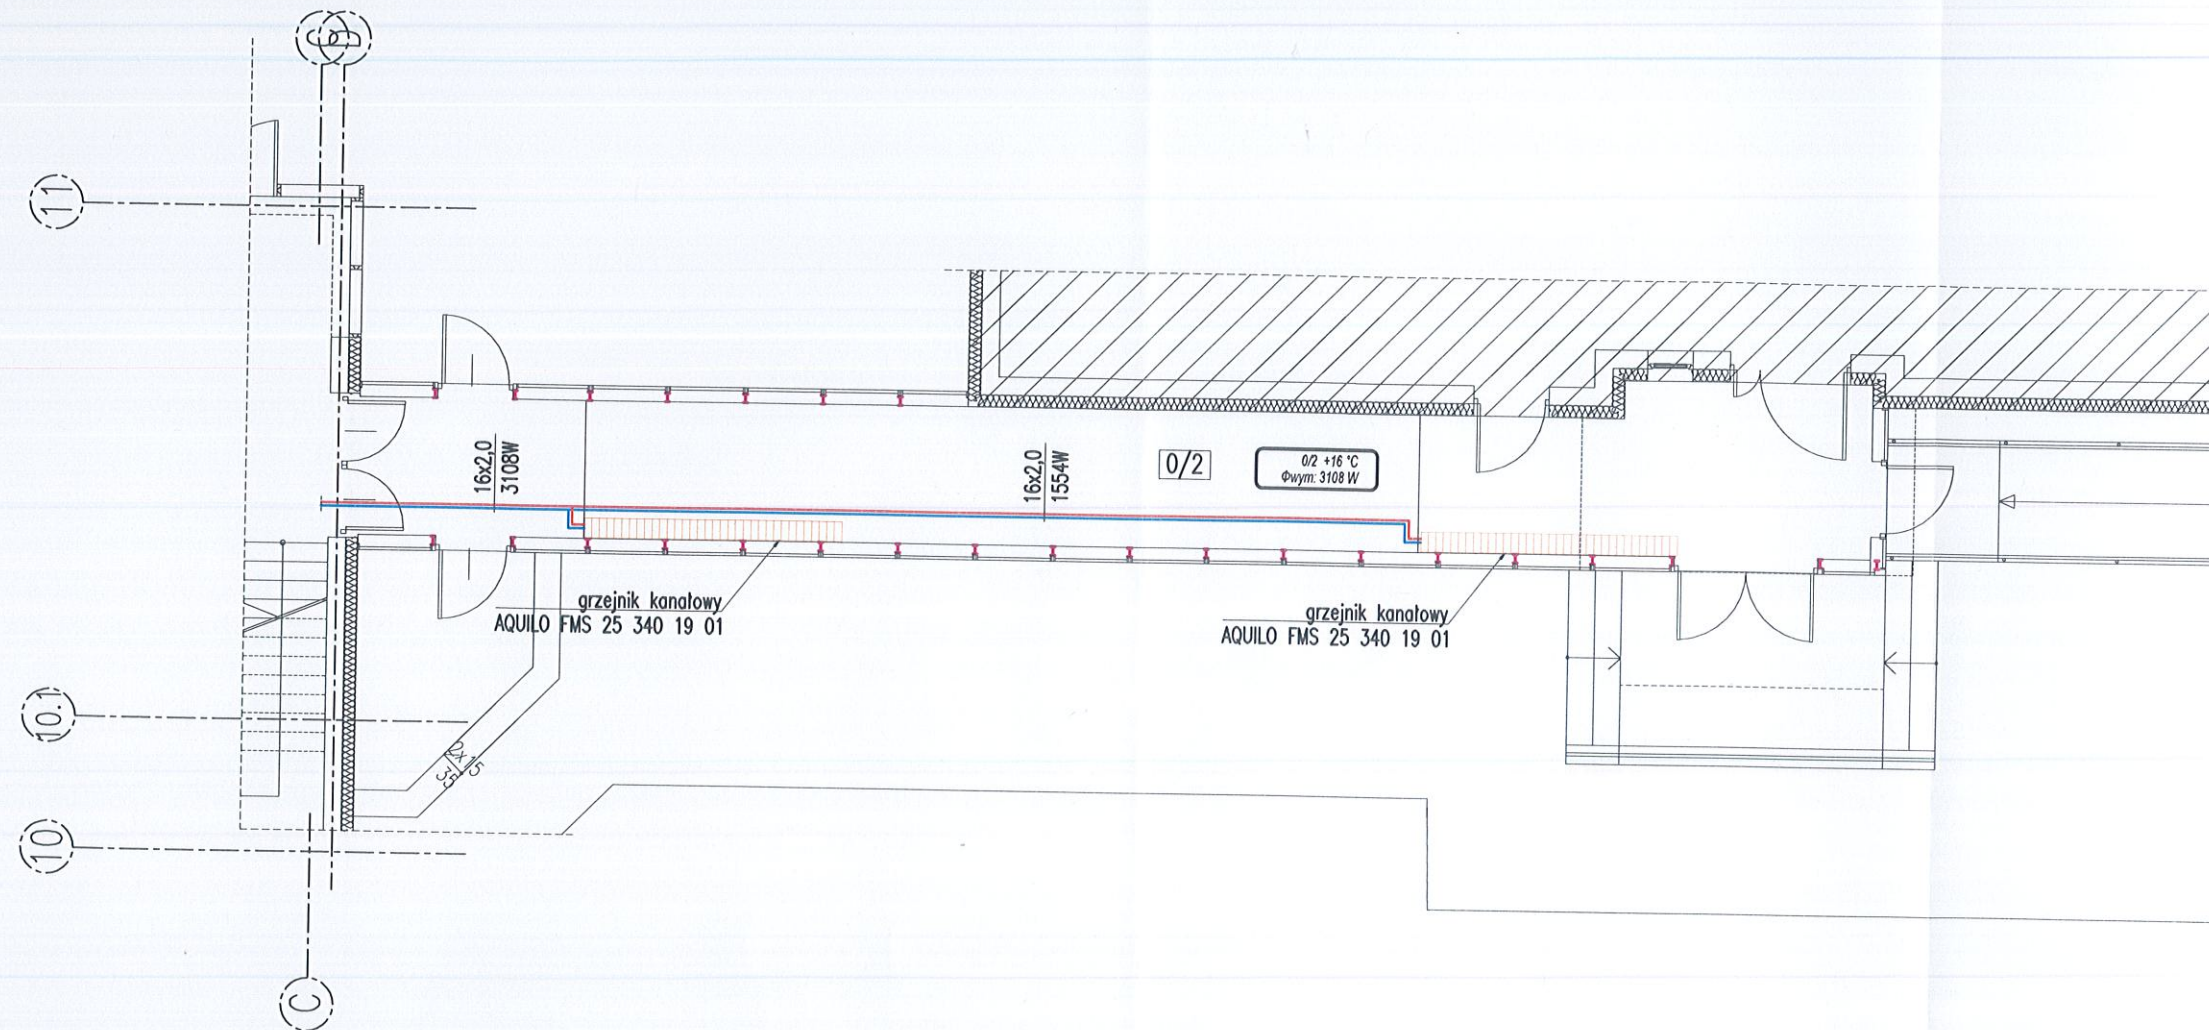 11
16x2,0
3108W
16x2,0
1554W
0/2
0/2 +16 °C
Φwym: 3108 W
grzejnik kanałowy
AQUILO FMS 25 340 19 01
grzejnik kanałowy
AQUILO FMS 25 340 19 01
10.1
2x15
35
10
C